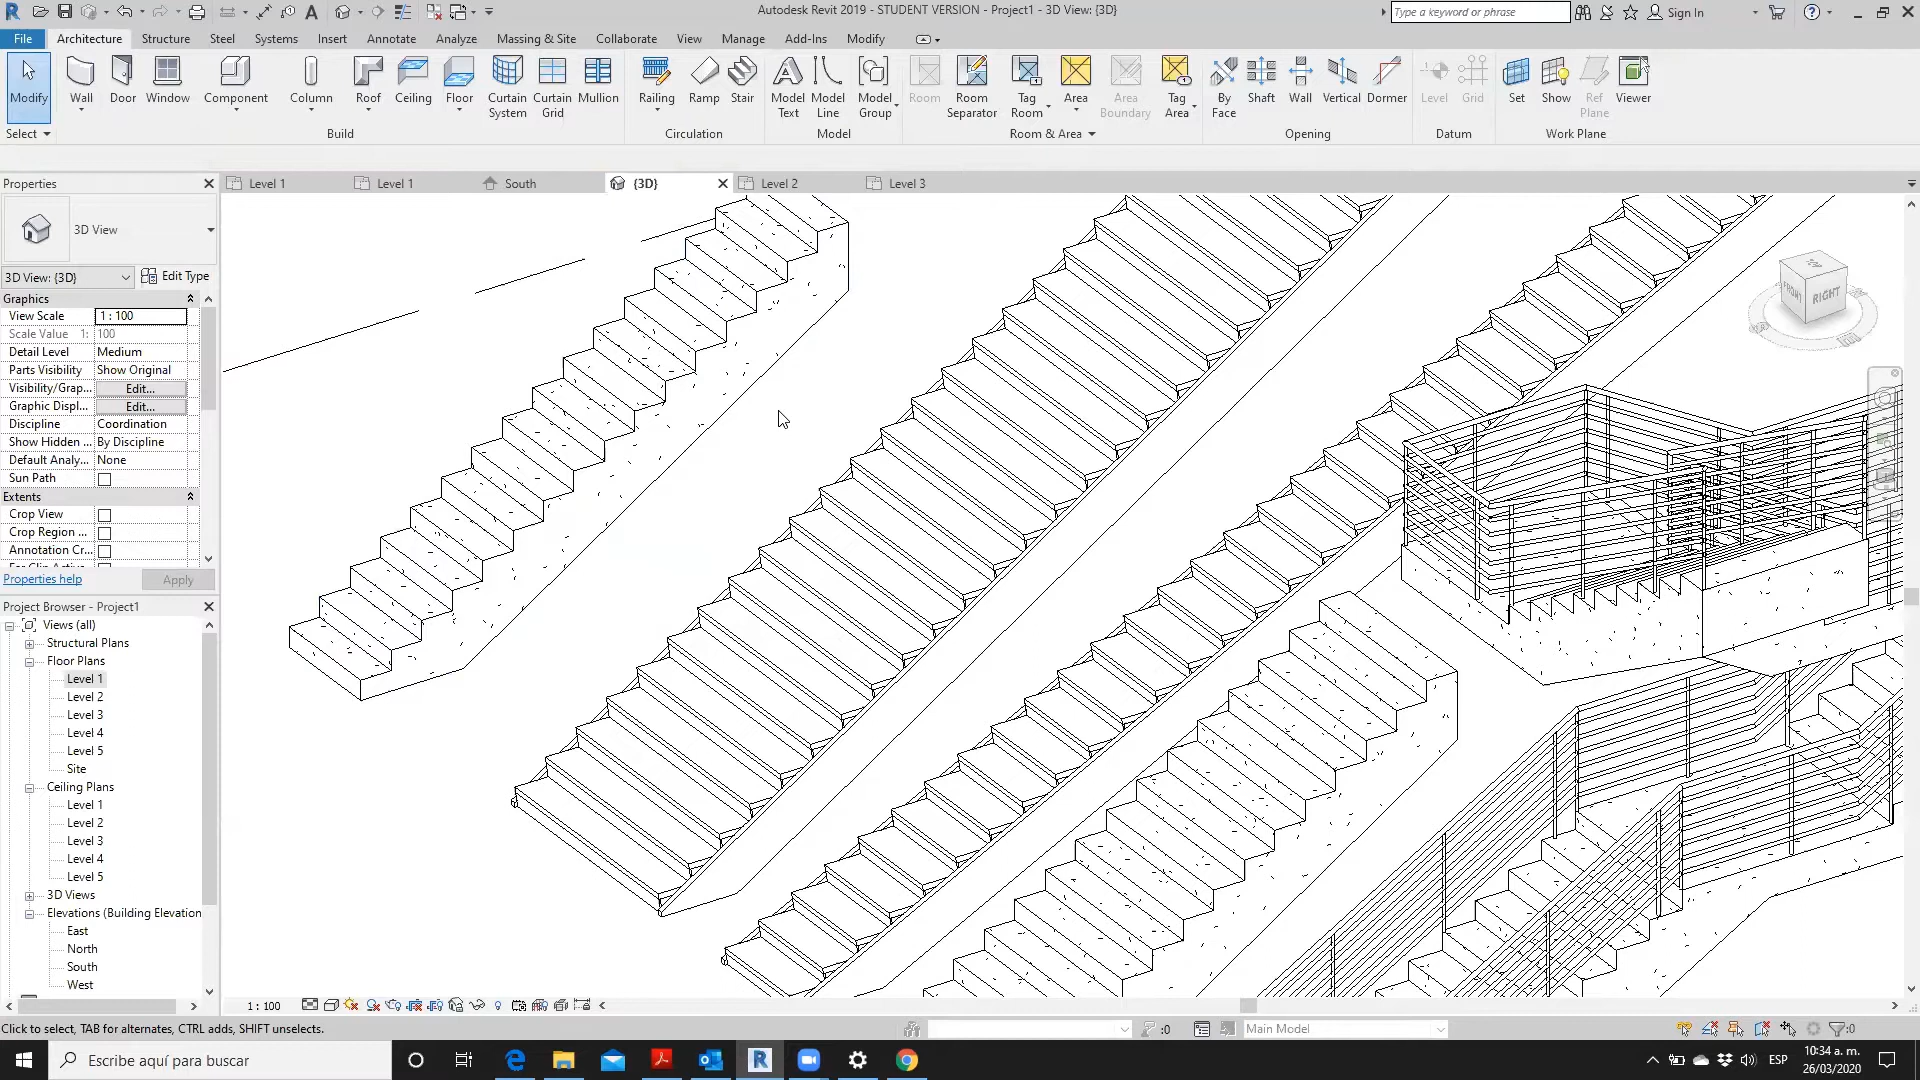 Autodesk Revit 2019 - STUDENT VERSION - Project1 - 3D View: {3D}
Type a keyword or phrase
Sign In
File Architecture Structure Steel Systems Insert Annotate Analyze Massing & Site Collaborate View Manage Add-Ins Modify
Modify Wall Door Window Component Column Roof Ceiling Floor Curtain System Curtain Grid Mullion Railing Ramp Stair Model Text Model Line Model Group Room Room Separator Tag Room Area Area Boundary Tag Area By Face Shaft Wall Vertical Dormer Level Grid Set Show Ref Plane Viewer
Select Build Circulation Model Room & Area Opening Datum Work Plane
Properties
Level 1 Level 1 South {3D} Level 2 Level 3
3D View
3D View: {3D} Edit Type
Graphics
View Scale 1 : 100
Scale Value 1: 100
Detail Level Medium
Parts Visibility Show Original
Visibility/Grap... Edit...
Graphic Displ... Edit...
Discipline Coordination
Show Hidden ... By Discipline
Default Analy... None
Sun Path
Extents
Crop View
Crop Region ...
Annotation Cr...
Properties help Apply
FRONT RIGHT
Project Browser - Project1
Views (all)
Structural Plans
Floor Plans
Level 1
Level 2
Level 3
Level 4
Level 5
Site
Ceiling Plans
Level 1
Level 2
Level 3
Level 4
Level 5
3D Views
Elevations (Building Elevation
East
North
South
West
1 : 100
Click to select, TAB for alternates, CTRL adds, SHIFT unselects.
:0
Main Model
:0
Escribe aquí para buscar
ESP
10:34 a. m.
26/03/2020